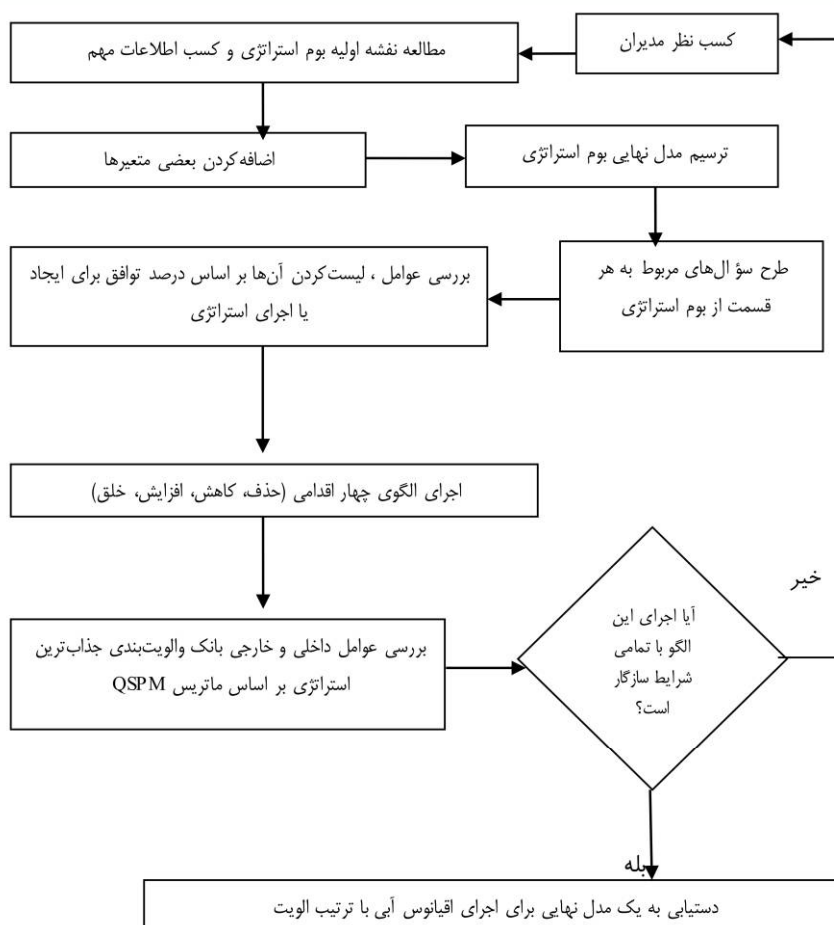 کسب نظر مدیران
مطالعه نفشه اولیه بوم استراتژی و کسب اطلاعات مهم
اضافه‌کردن بعضی متعیرها
ترسیم مدل نهایی بوم استراتژی
طرح سؤ ال‌های مربوط به هر
قسمت از بوم استراتژی
بررسی عوامل ، لیست‌کردن آن‌ها بر اساس درصد توافق برای ایجاد
یا اجرای استراتژی
اجرای الگوی چهار اقدامی (حذف، کاهش، افزایش، خلق)
بررسی عوامل داخلی و خارجی بانک والویت‌بندی جذاب‌ترین
استراتژی بر اساس ماتریس QSPM
آیا اجرای این
الگو با تمامی
شرایط سازگار
است؟
خیر
بله
دستیابی به یک مدل نهایی برای اجرای اقیانوس آبی با ترتیب الویت